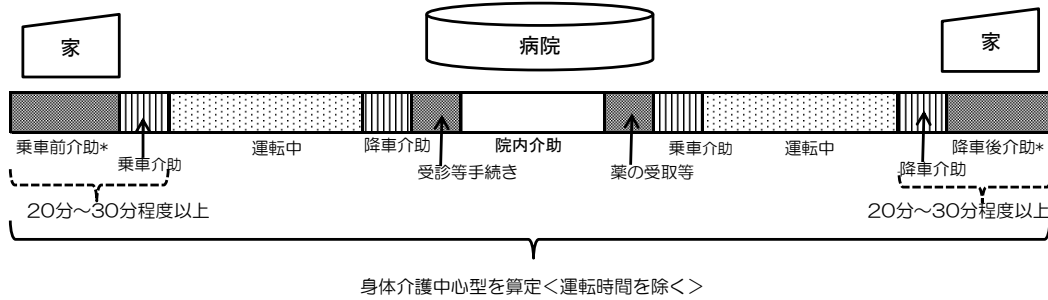 家
病院
家
乗車前介助*
乗車介助
運転中
降車介助
受診等手続き
院内介助
薬の受取等
乗車介助
運転中
降車介助
降車後介助*
20分～30分程度以上
20分～30分程度以上
身体介護中心型を算定＜運転時間を除く＞